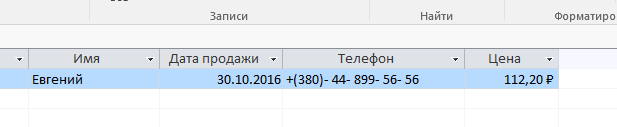 Записи Найти Форматиро
Имя Дата продажи Телефон Цена
Евгений 30.10.2016 +(380)- 44- 899- 56- 56 112,20 ₽